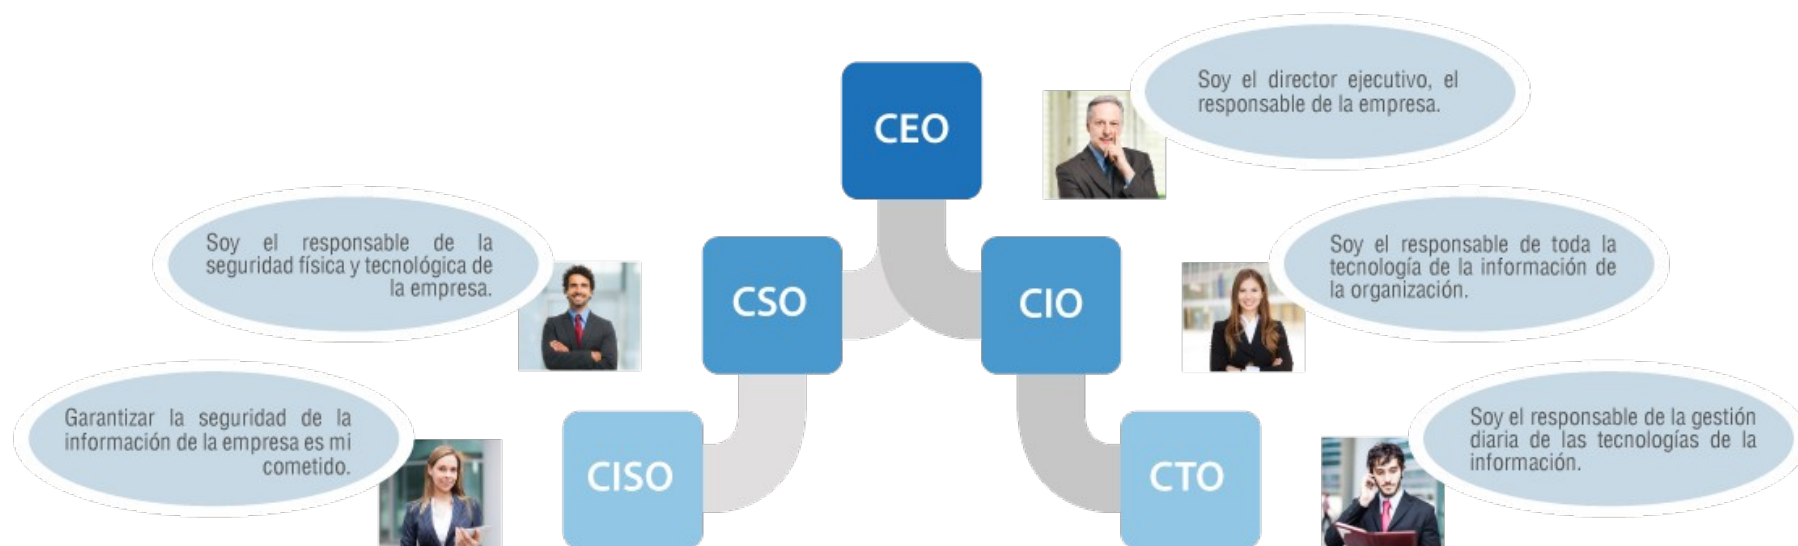 CEO
Soy el director ejecutivo, el
responsable de la empresa.
Soy el responsable de la
seguridad física y tecnológica de
la empresa.
CSO
CIO
Soy el responsable de toda la
tecnología de la información de
la organización.
Garantizar la seguridad de la
información de la empresa es mi
cometido.
CISO
CTO
Soy el responsable de la gestión
diaria de las tecnologías de la
información.